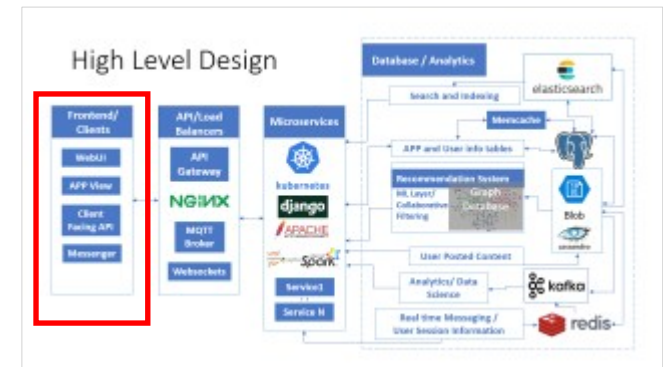 High Level Design
Frontend/
Clients
WebUI
APP View
Client
Facing API
Messenger
API/Load
Balancers
API
Gateway
NGINX
MQTT
Broker
Websockets
Microservices
kubernetes
django
APACHE
Spark
Service1
Service N
Database / Analytics
elasticsearch
Search and Indexing
Memcache
APP and User info tables
Recommendation System
ML Layer/
Collaborative
Filtering
Graph
Database
Blob
cassandra
User Posted Content
Analytics/ Data
Science
kafka
Real time Messaging /
User Session Information
redis